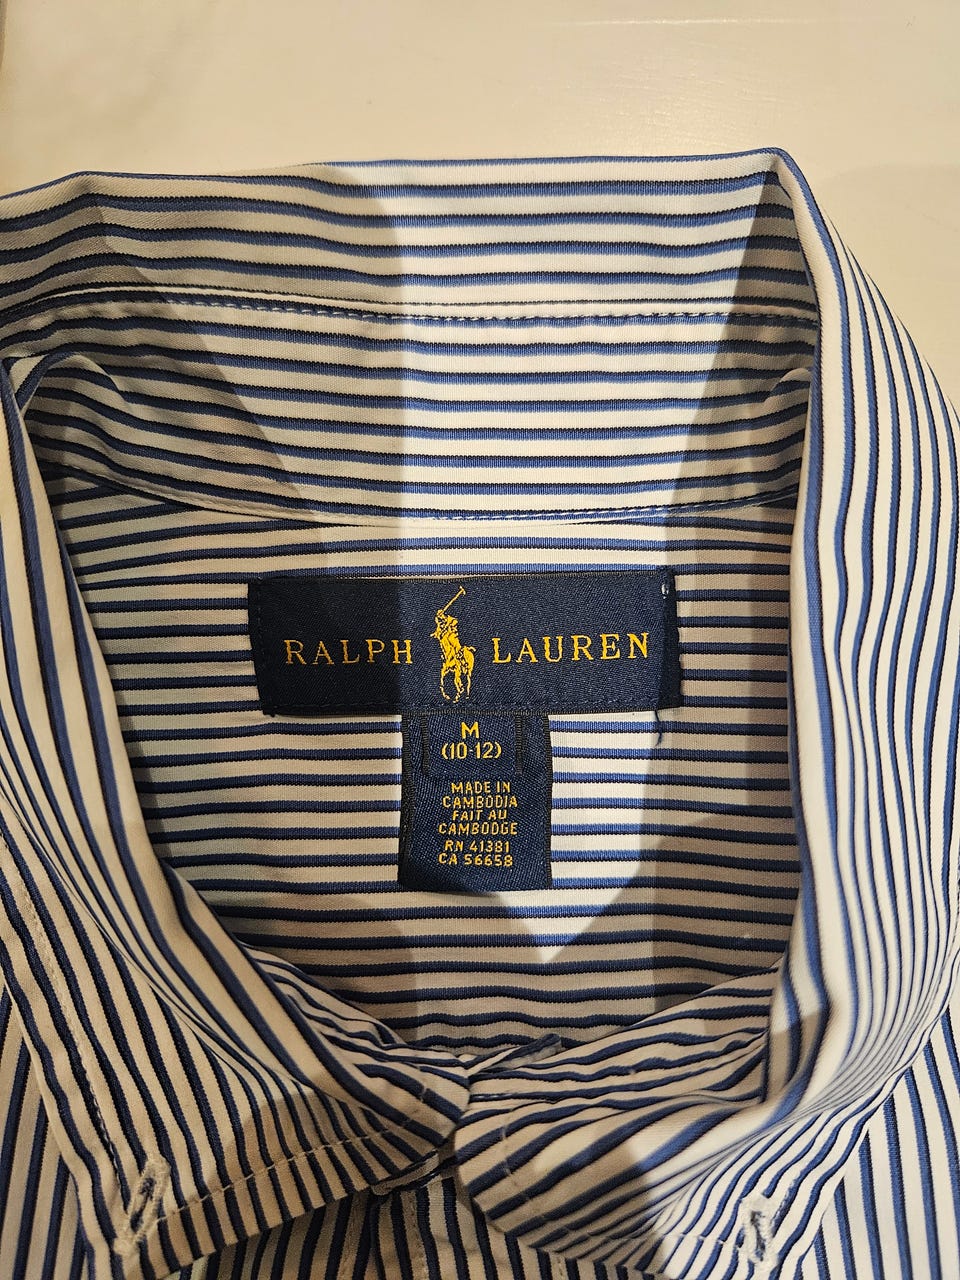 RALPH LAUREN
M
(10-12)
MADE IN
CAMBODIA
FAIT AU
CAMBODGE
RN 41381
CA 56658